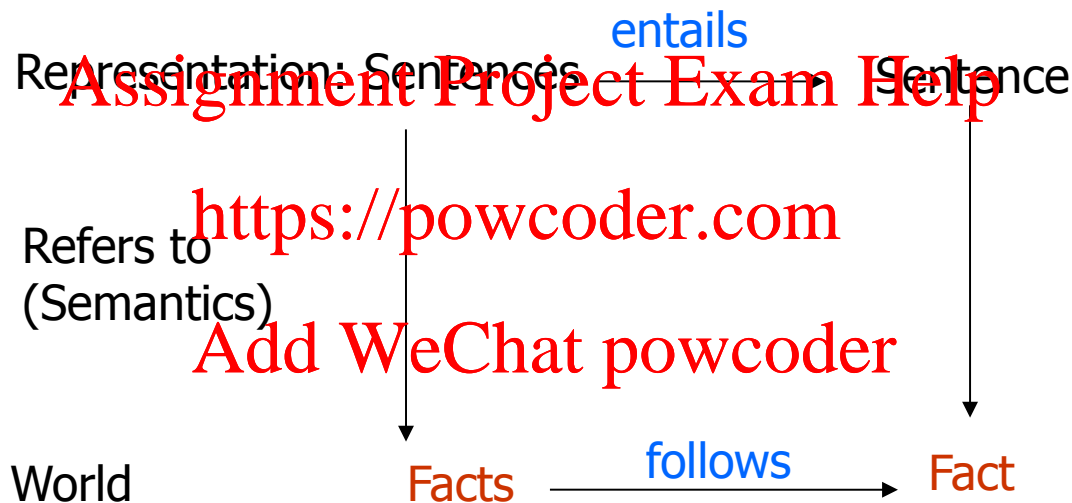 entails
Representation: Sentences Sentence
Assignment Project Exam Help
https://powcoder.com
Refers to
(Semantics)
Add WeChat powcoder
World Facts follows Fact